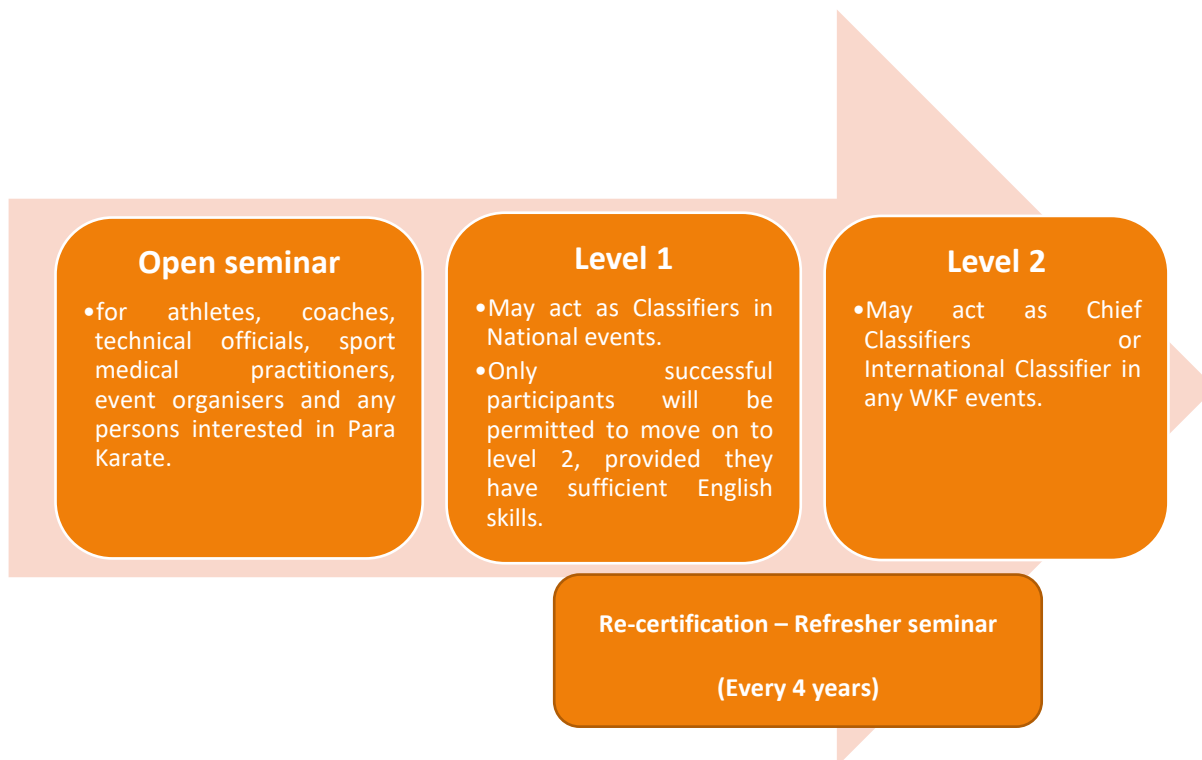 Open seminar
•for athletes, coaches,
technical officials, sport
medical practitioners,
event organisers and any
persons interested in Para
Karate.
Level 1
•May act as Classifiers in
National events.
•Only successful
participants will be
permitted to move on to
level 2, provided they
have sufficient English
skills.
Level 2
•May act as Chief
Classifiers or
International Classifier in
any WKF events.
Re-certification – Refresher seminar
(Every 4 years)